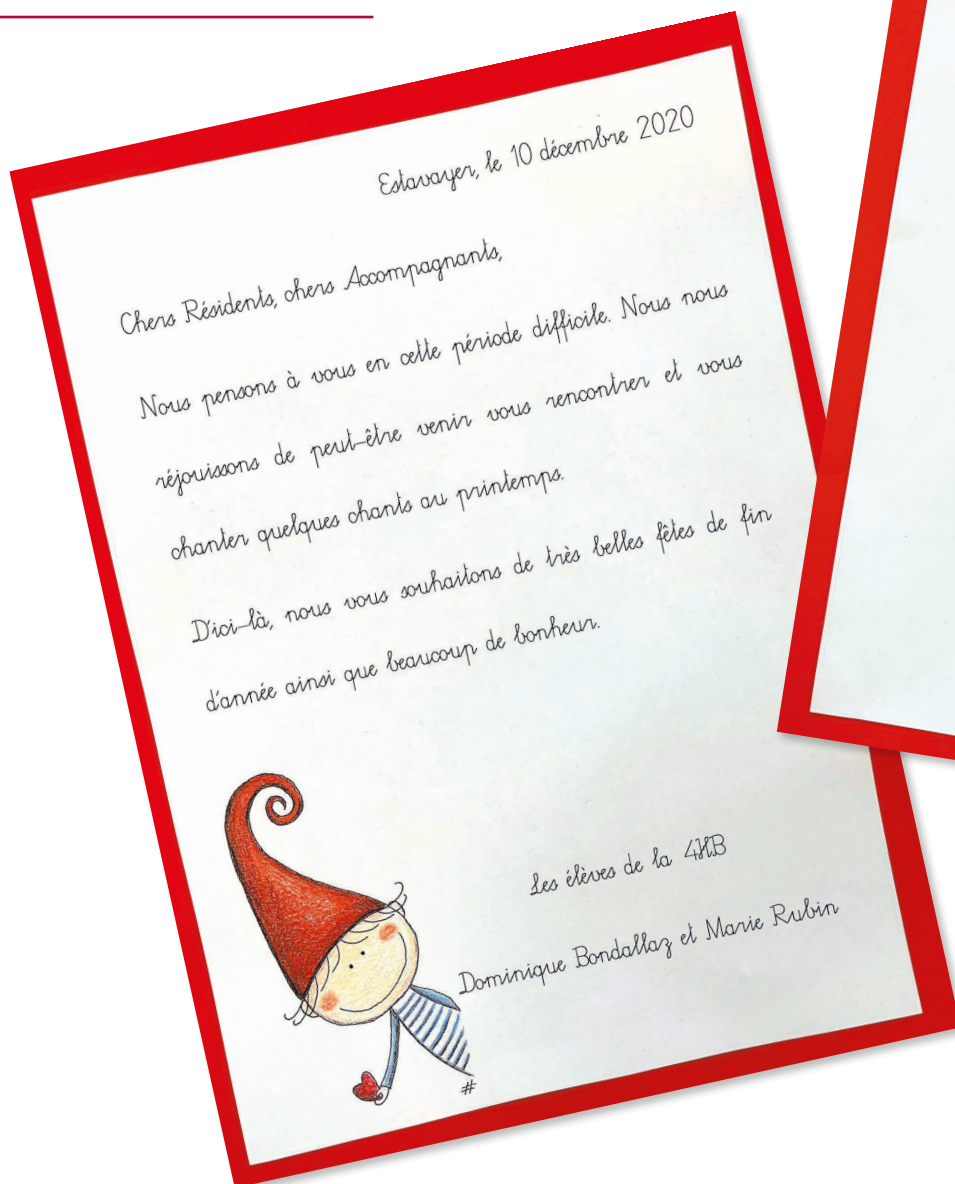 Estavayer, le 10 décembre 2020
Chers Résidents, chers Accompagnants,
Nous pensons à vous en cette période difficile. Nous nous
réjouissons de peut-être venir vous rencontrer et vous
chanter quelques chants au printemps.
D'ici-là, nous vous souhaitons de très belles fêtes de fin
d'année ainsi que beaucoup de bonheur.
Les élèves de la 4HB
Dominique Bondallaz et Marie Rubin
#